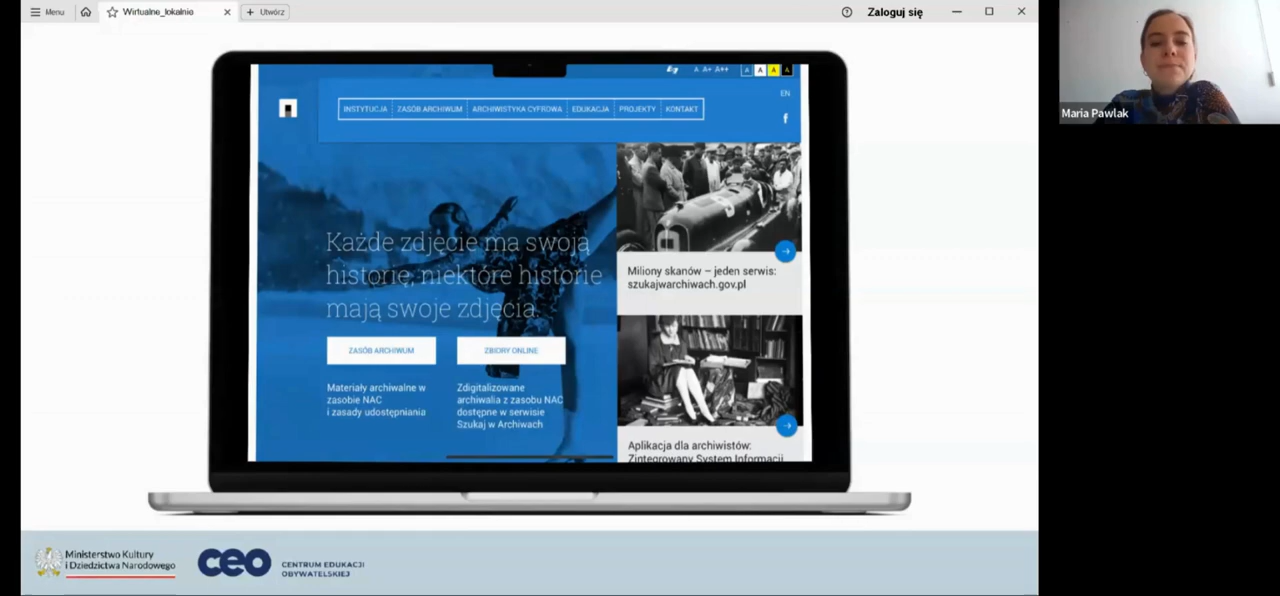 Menu
Wirtualne_lokalnie
Utwórz
Zaloguj się
A A+ A++
A A A A
INSTYTUCJA
ZASÓB ARCHIWUM
ARCHIWISTYKA CYFROWA
EDUKACJA
PROJEKTY
KONTAKT
EN
f
Każde zdjęcie ma swoją
historię, niektóre historie
mają swoje zdjęcia.
ZASÓB ARCHIWUM
Materiały archiwalne w
zasobie NAC
i zasady udostępniania
ZBIORY ONLINE
Zdigitalizowane
archiwalia z zasobu NAC
dostępne w serwisie
Szukaj w Archiwach
Miliony skanów – jeden serwis:
szukajwarchiwach.gov.pl
Aplikacja dla archiwistów:
Zintegrowany System Informacji
Ministerstwo Kultury
i Dziedzictwa Narodowego
ceo
CENTRUM EDUKACJI
OBYWATELSKIEJ
Maria Pawlak